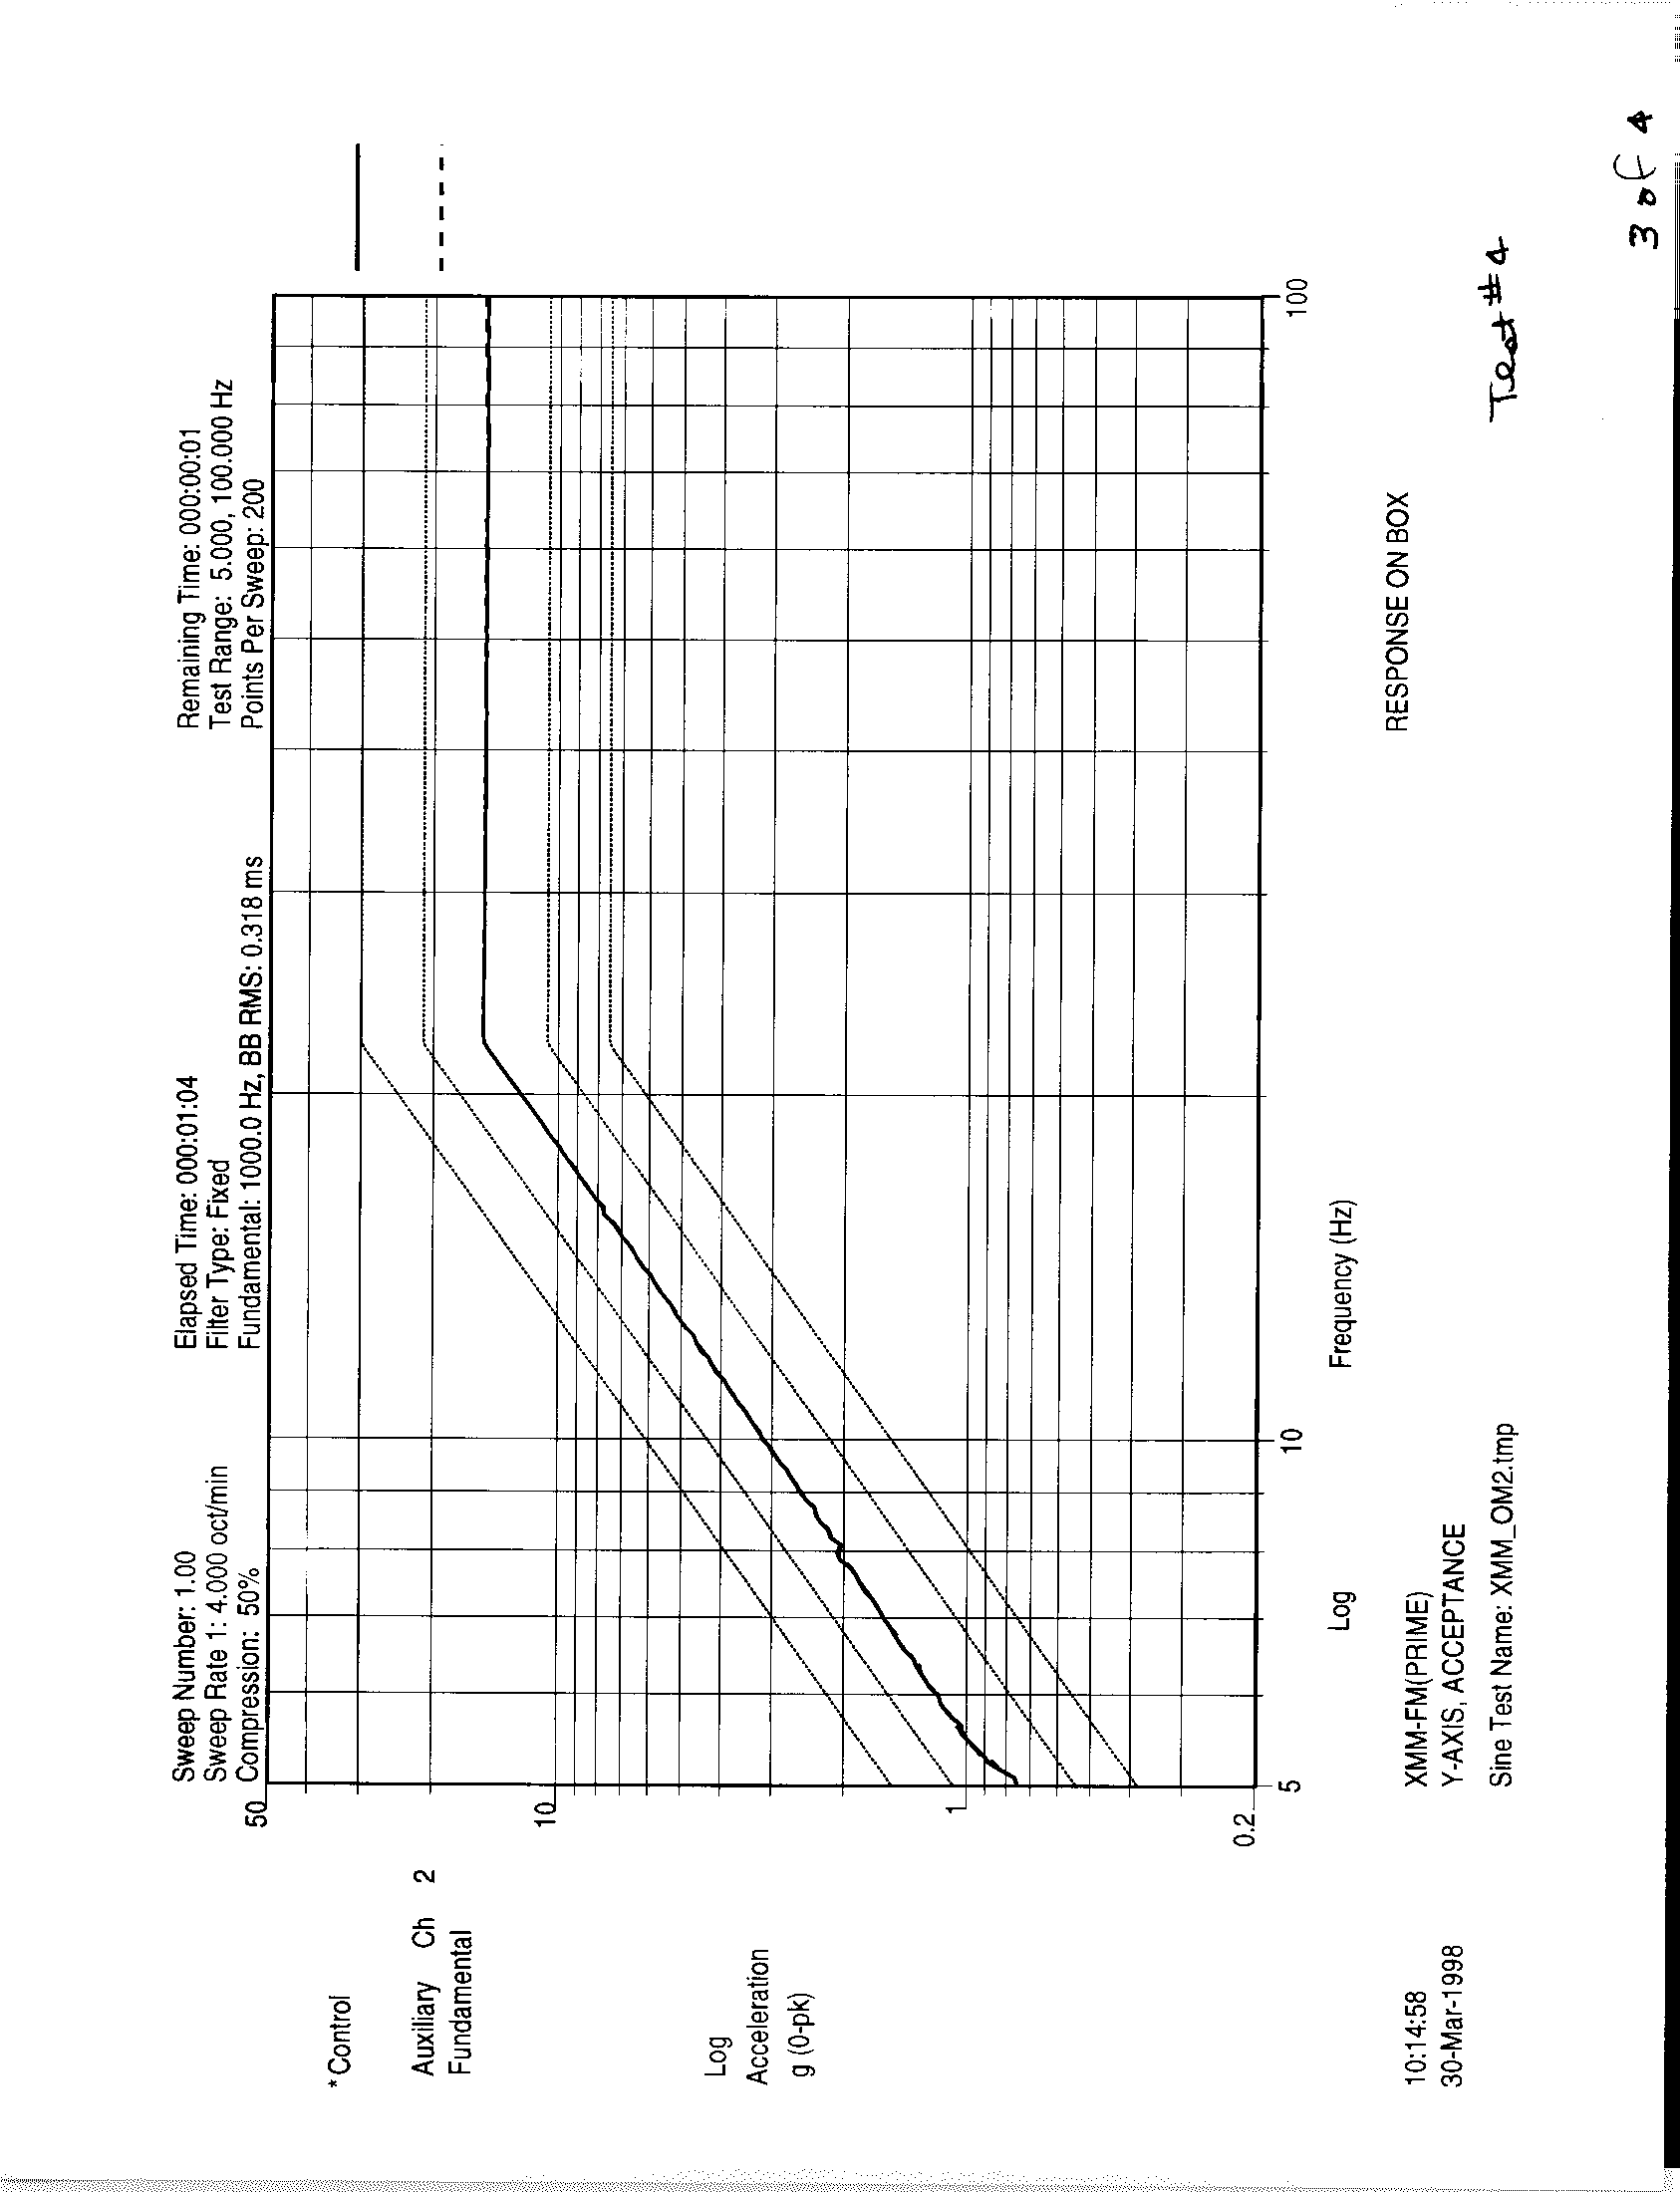 Sweep Number: 1.00
Sweep Rate 1: 4.000 oct/min
Compression: 50%
Elapsed Time: 000:01:04
Filter Type: Fixed
Fundamental: 1000.0 Hz, BB RMS: 0.318 ms
Remaining Time: 000:00:01
Test Range: 5.000, 100.000 Hz
Points Per Sweep: 200
*Control
Auxiliary Ch 2
Fundamental
Log
Acceleration
g (0-pk)
50
10
1
0.2
5
10
100
Log
Frequency (Hz)
10:14:58
30-Mar-1998
XMM-FM(PRIME)
Y-AXIS, ACCEPTANCE
Sine Test Name: XMM_OM2.tmp
RESPONSE ON BOX
Test #4
3 of 4